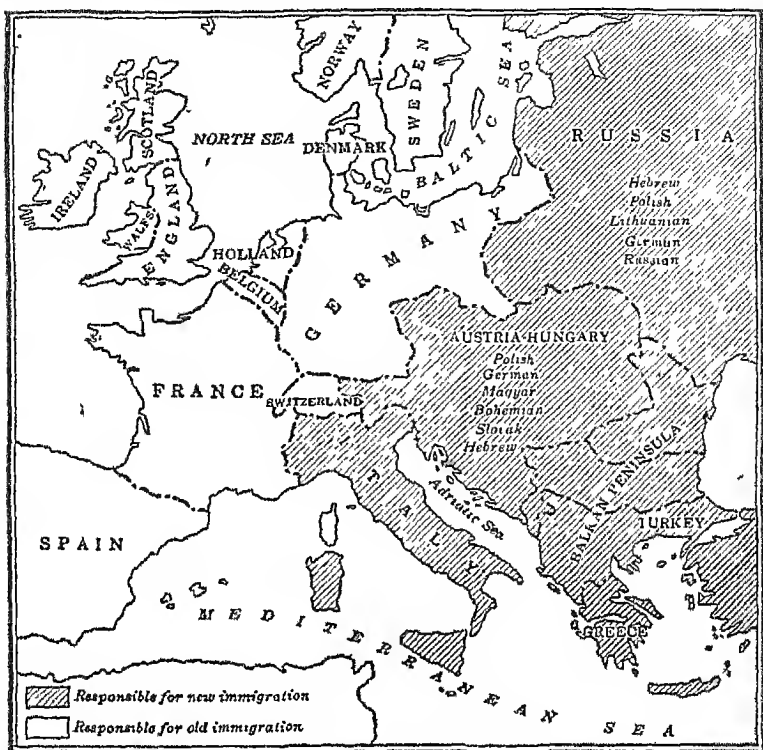 NORWAY
SWEDEN
BALTIC SEA
SCOTLAND
NORTH SEA
DENMARK
RUSSIA
IRELAND
WALES
ENGLAND
Hebrew
Polish
Lithuanian
German
Russian
HOLLAND
BELGIUM
GERMANY
AUSTRIA-HUNGARY
Polish
German
Magyar
Bohemian
Slovak
Hebrew
FRANCE
SWITZERLAND
ITALY
Adriatic Sea
BALKAN PENINSULA
TURKEY
SPAIN
GREECE
MEDITERRANEAN SEA
Responsible for new immigration
Responsible for old immigration